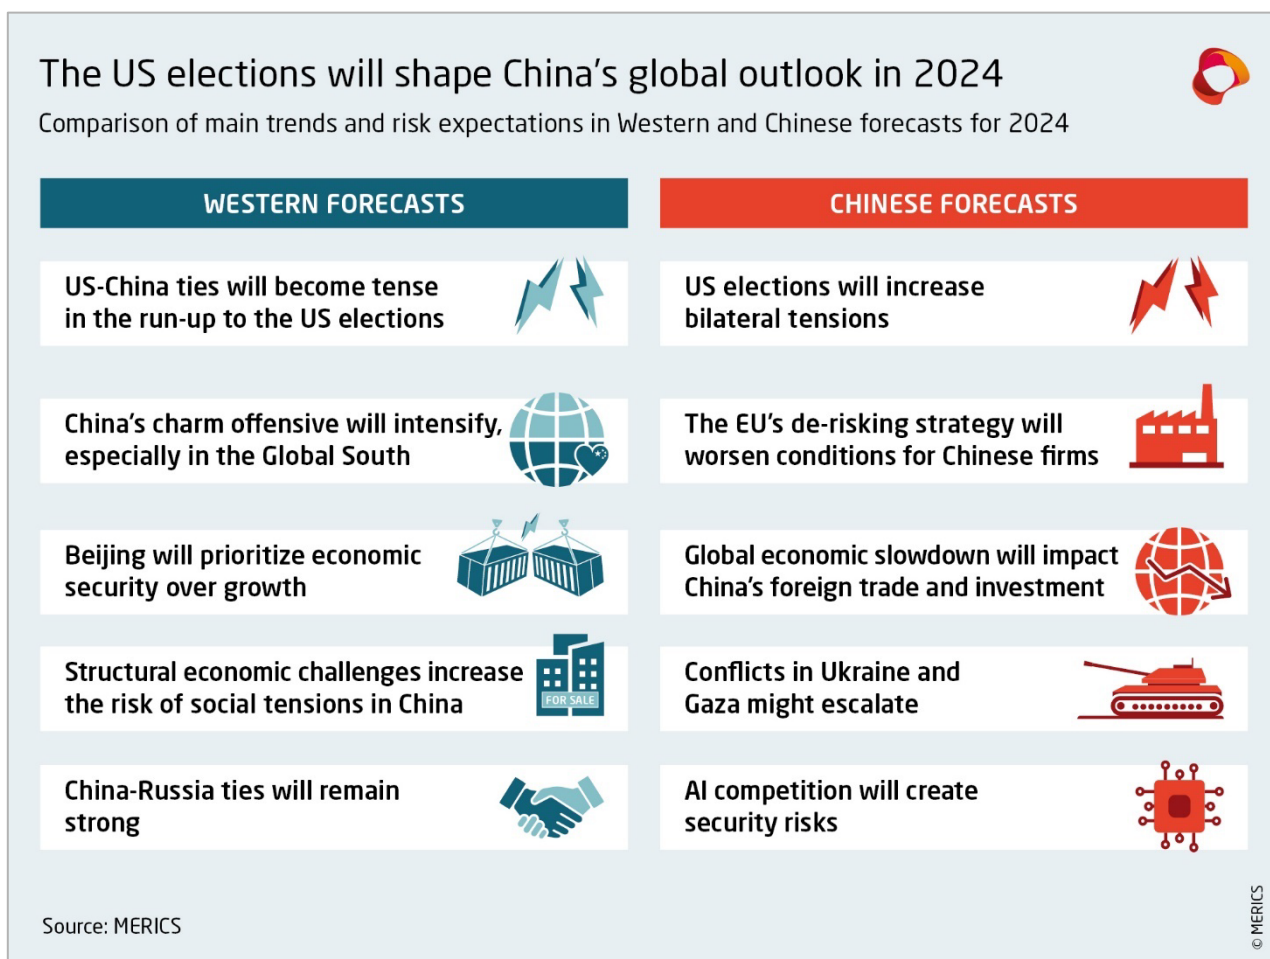 The US elections will shape China's global outlook in 2024
Comparison of main trends and risk expectations in Western and Chinese forecasts for 2024
WESTERN FORECASTS
US-China ties will become tense
in the run-up to the US elections
China's charm offensive will intensify,
especially in the Global South
Beijing will prioritize economic
security over growth
Structural economic challenges increase
the risk of social tensions in China
FOR SALE
China-Russia ties will remain
strong
CHINESE FORECASTS
US elections will increase
bilateral tensions
The EU's de-risking strategy will
worsen conditions for Chinese firms
Global economic slowdown will impact
China's foreign trade and investment
Conflicts in Ukraine and
Gaza might escalate
AI competition will create
security risks
Source: MERICS
© MERICS